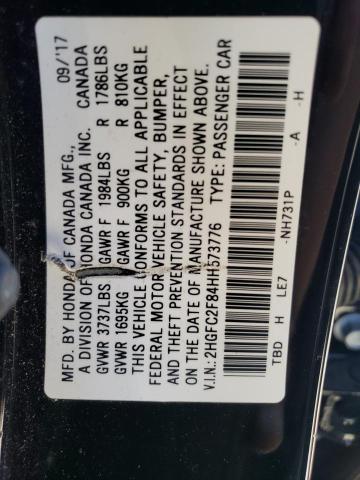 MFD. BY HONDA OF CANADA MFG., 09/'17
A DIVISION OF HONDA CANADA INC. CANADA
GVWR 3737LBS GAWR F 1984LBS R 1786LBS
GVWR 1695KG GAWR F 900KG R 810KG
THIS VEHICLE CONFORMS TO ALL APPLICABLE
FEDERAL MOTOR VEHICLE SAFETY, BUMPER,
AND THEFT PREVENTION STANDARDS IN EFFECT
ON THE DATE OF MANUFACTURE SHOWN ABOVE.
V.I.N.: 2HGFC2F84HH573776 TYPE: PASSENGER CAR
TBD H LE7 -NH731P -A -H